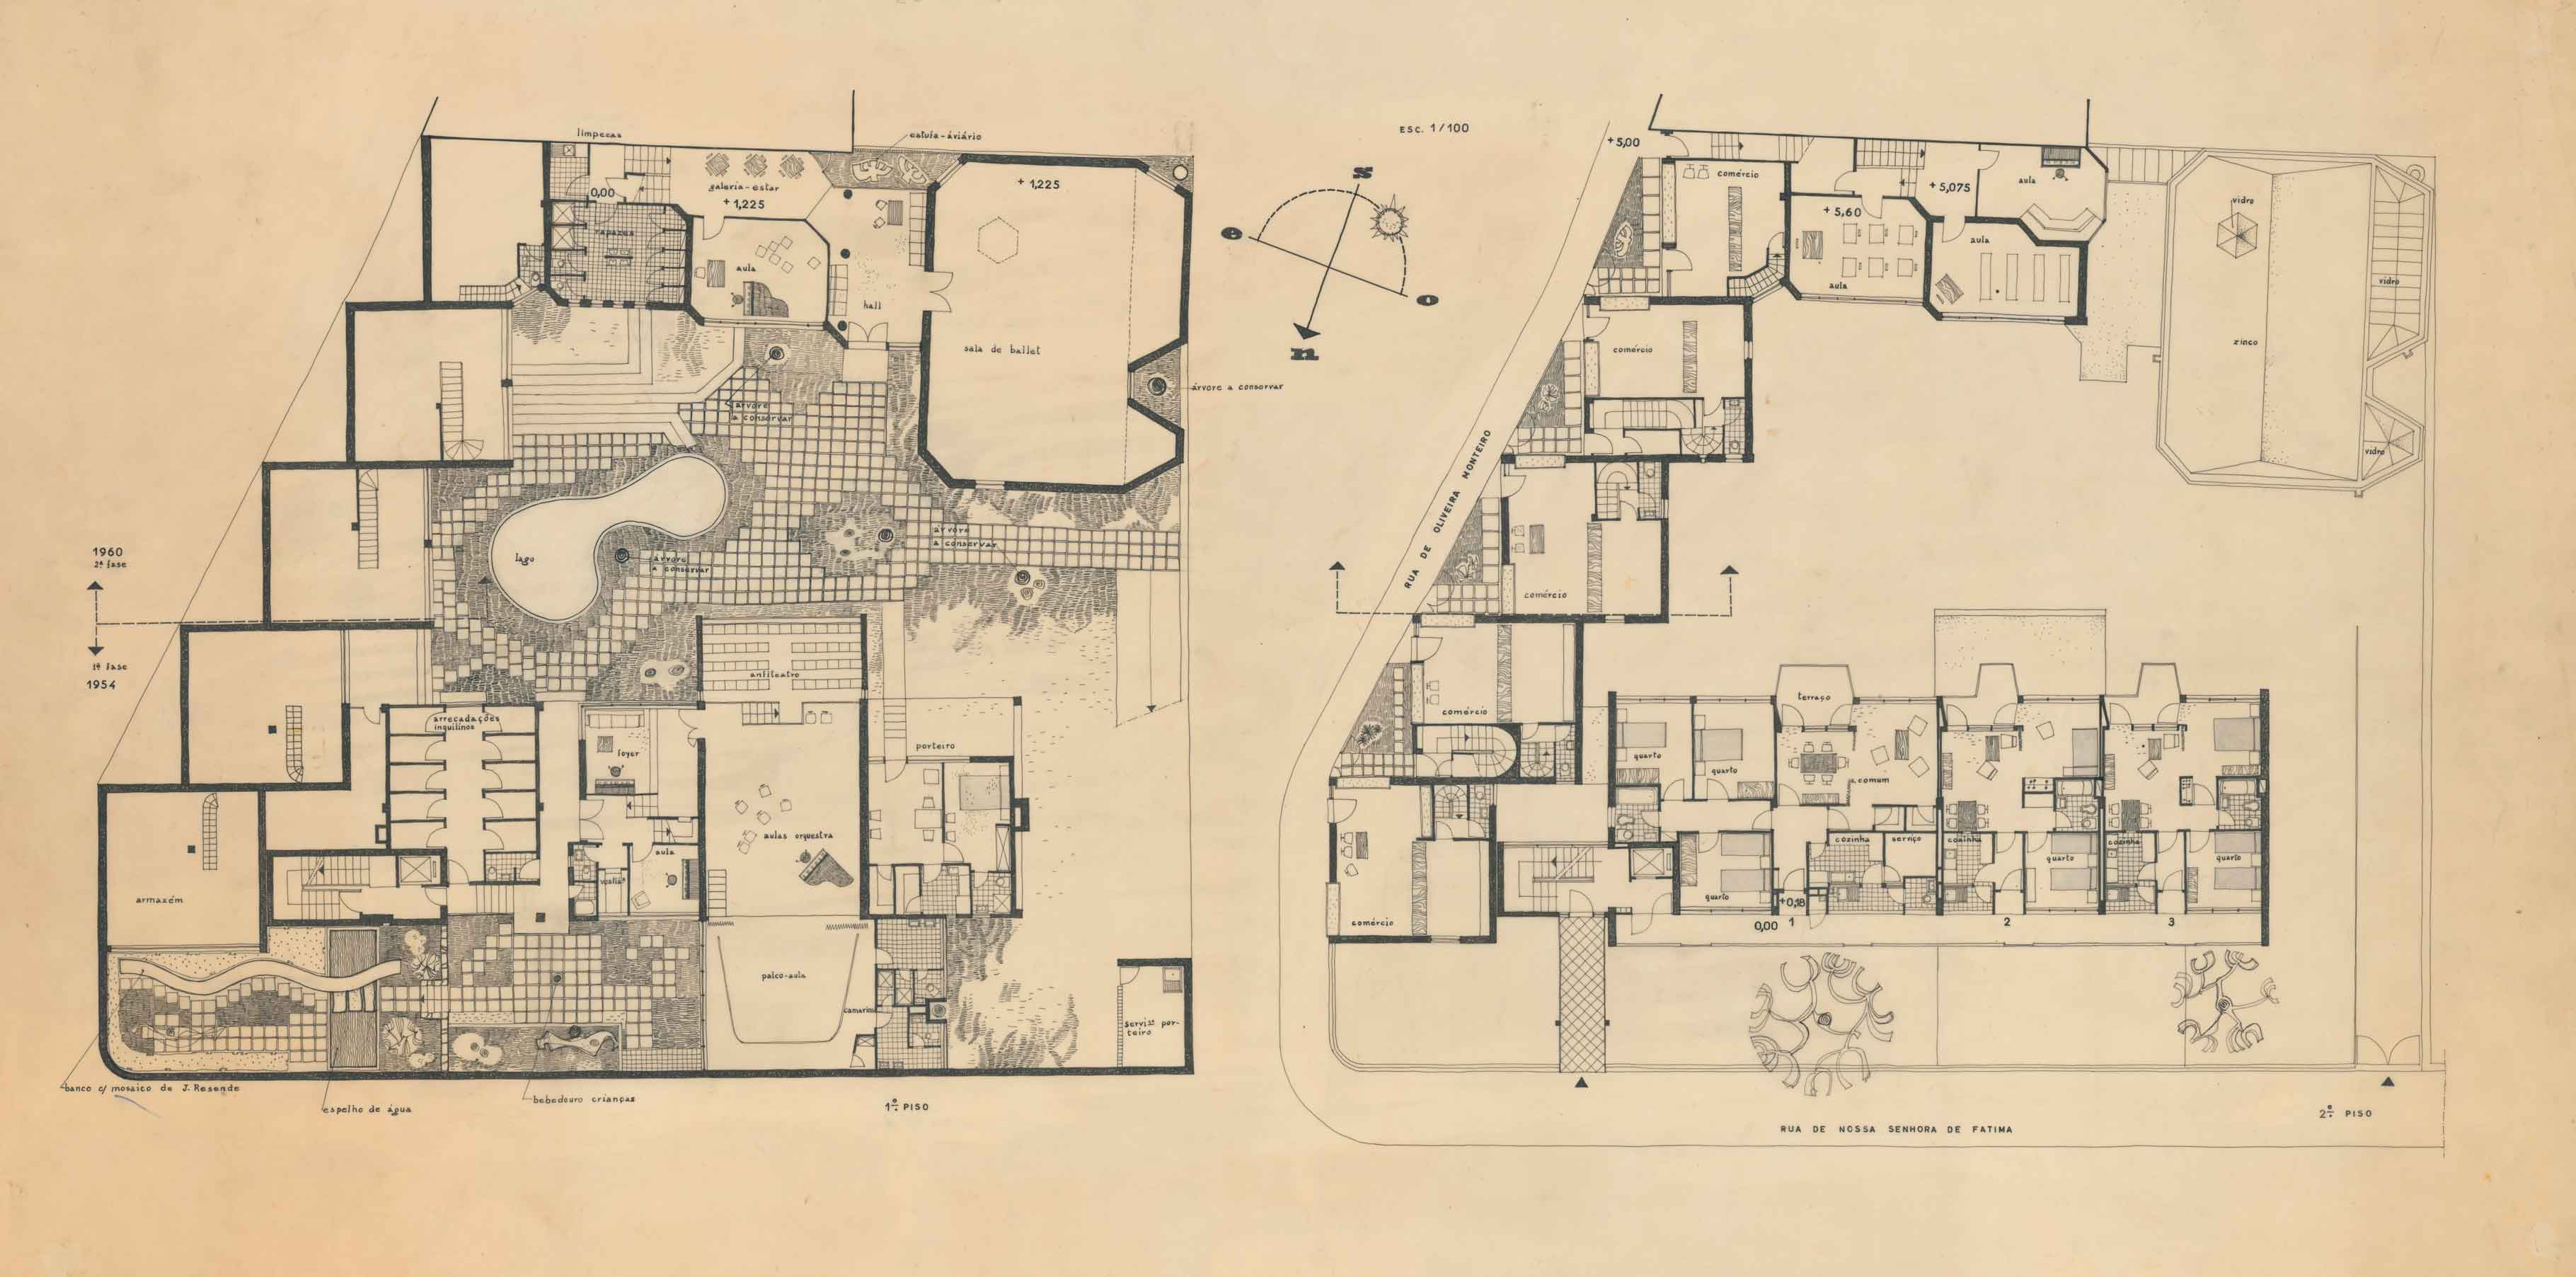 limpezas
estufa-áviário
0,00
galeria-estar
+ 1,225
+ 1,225
rapazes
aula
hall
sala de ballet
árvore a conservar
árvore
a conservar
árvore
a conservar
lago
árvore
a conservar
1960
2ª fase
1ª fase
1954
anfiteatro
arrecadações
inquilinos
foyer
porteiro
aulas orquestra
aula
armazém
palco-aula
camarins
serviº por-
teiro
banco c/ mosaico de J. Resende
espelho de água
bebedouro crianças
1º PISO
ESC. 1/100
s
e
o
n
+ 5,00
comércio
+ 5,60
aula
+ 5,075
aula
aula
vidro
vidro
zinco
vidro
comércio
RUA DE OLIVEIRA MONTEIRO
comércio
comércio
comércio
quarto
quarto
terraço
s. comum
cozinha
serviço
cozinha
quarto
cozinha
quarto
quarto
+0,18
0,00
1
2
3
RUA DE NOSSA SENHORA DE FATIMA
2º PISO